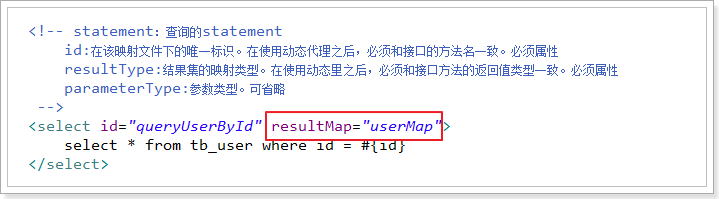 <!-- statement：查询的statement
id:在该映射文件下的唯一标识。在使用动态代理之后，必须和接口的方法名一致。必须属性
resultType:结果集的映射类型。在使用动态里之后，必须和接口方法的返回值类型一致。必须属性
parameterType:参数类型。可省略
-->
<select id="queryUserById" resultMap="userMap">
select * from tb_user where id = #{id}
</select>